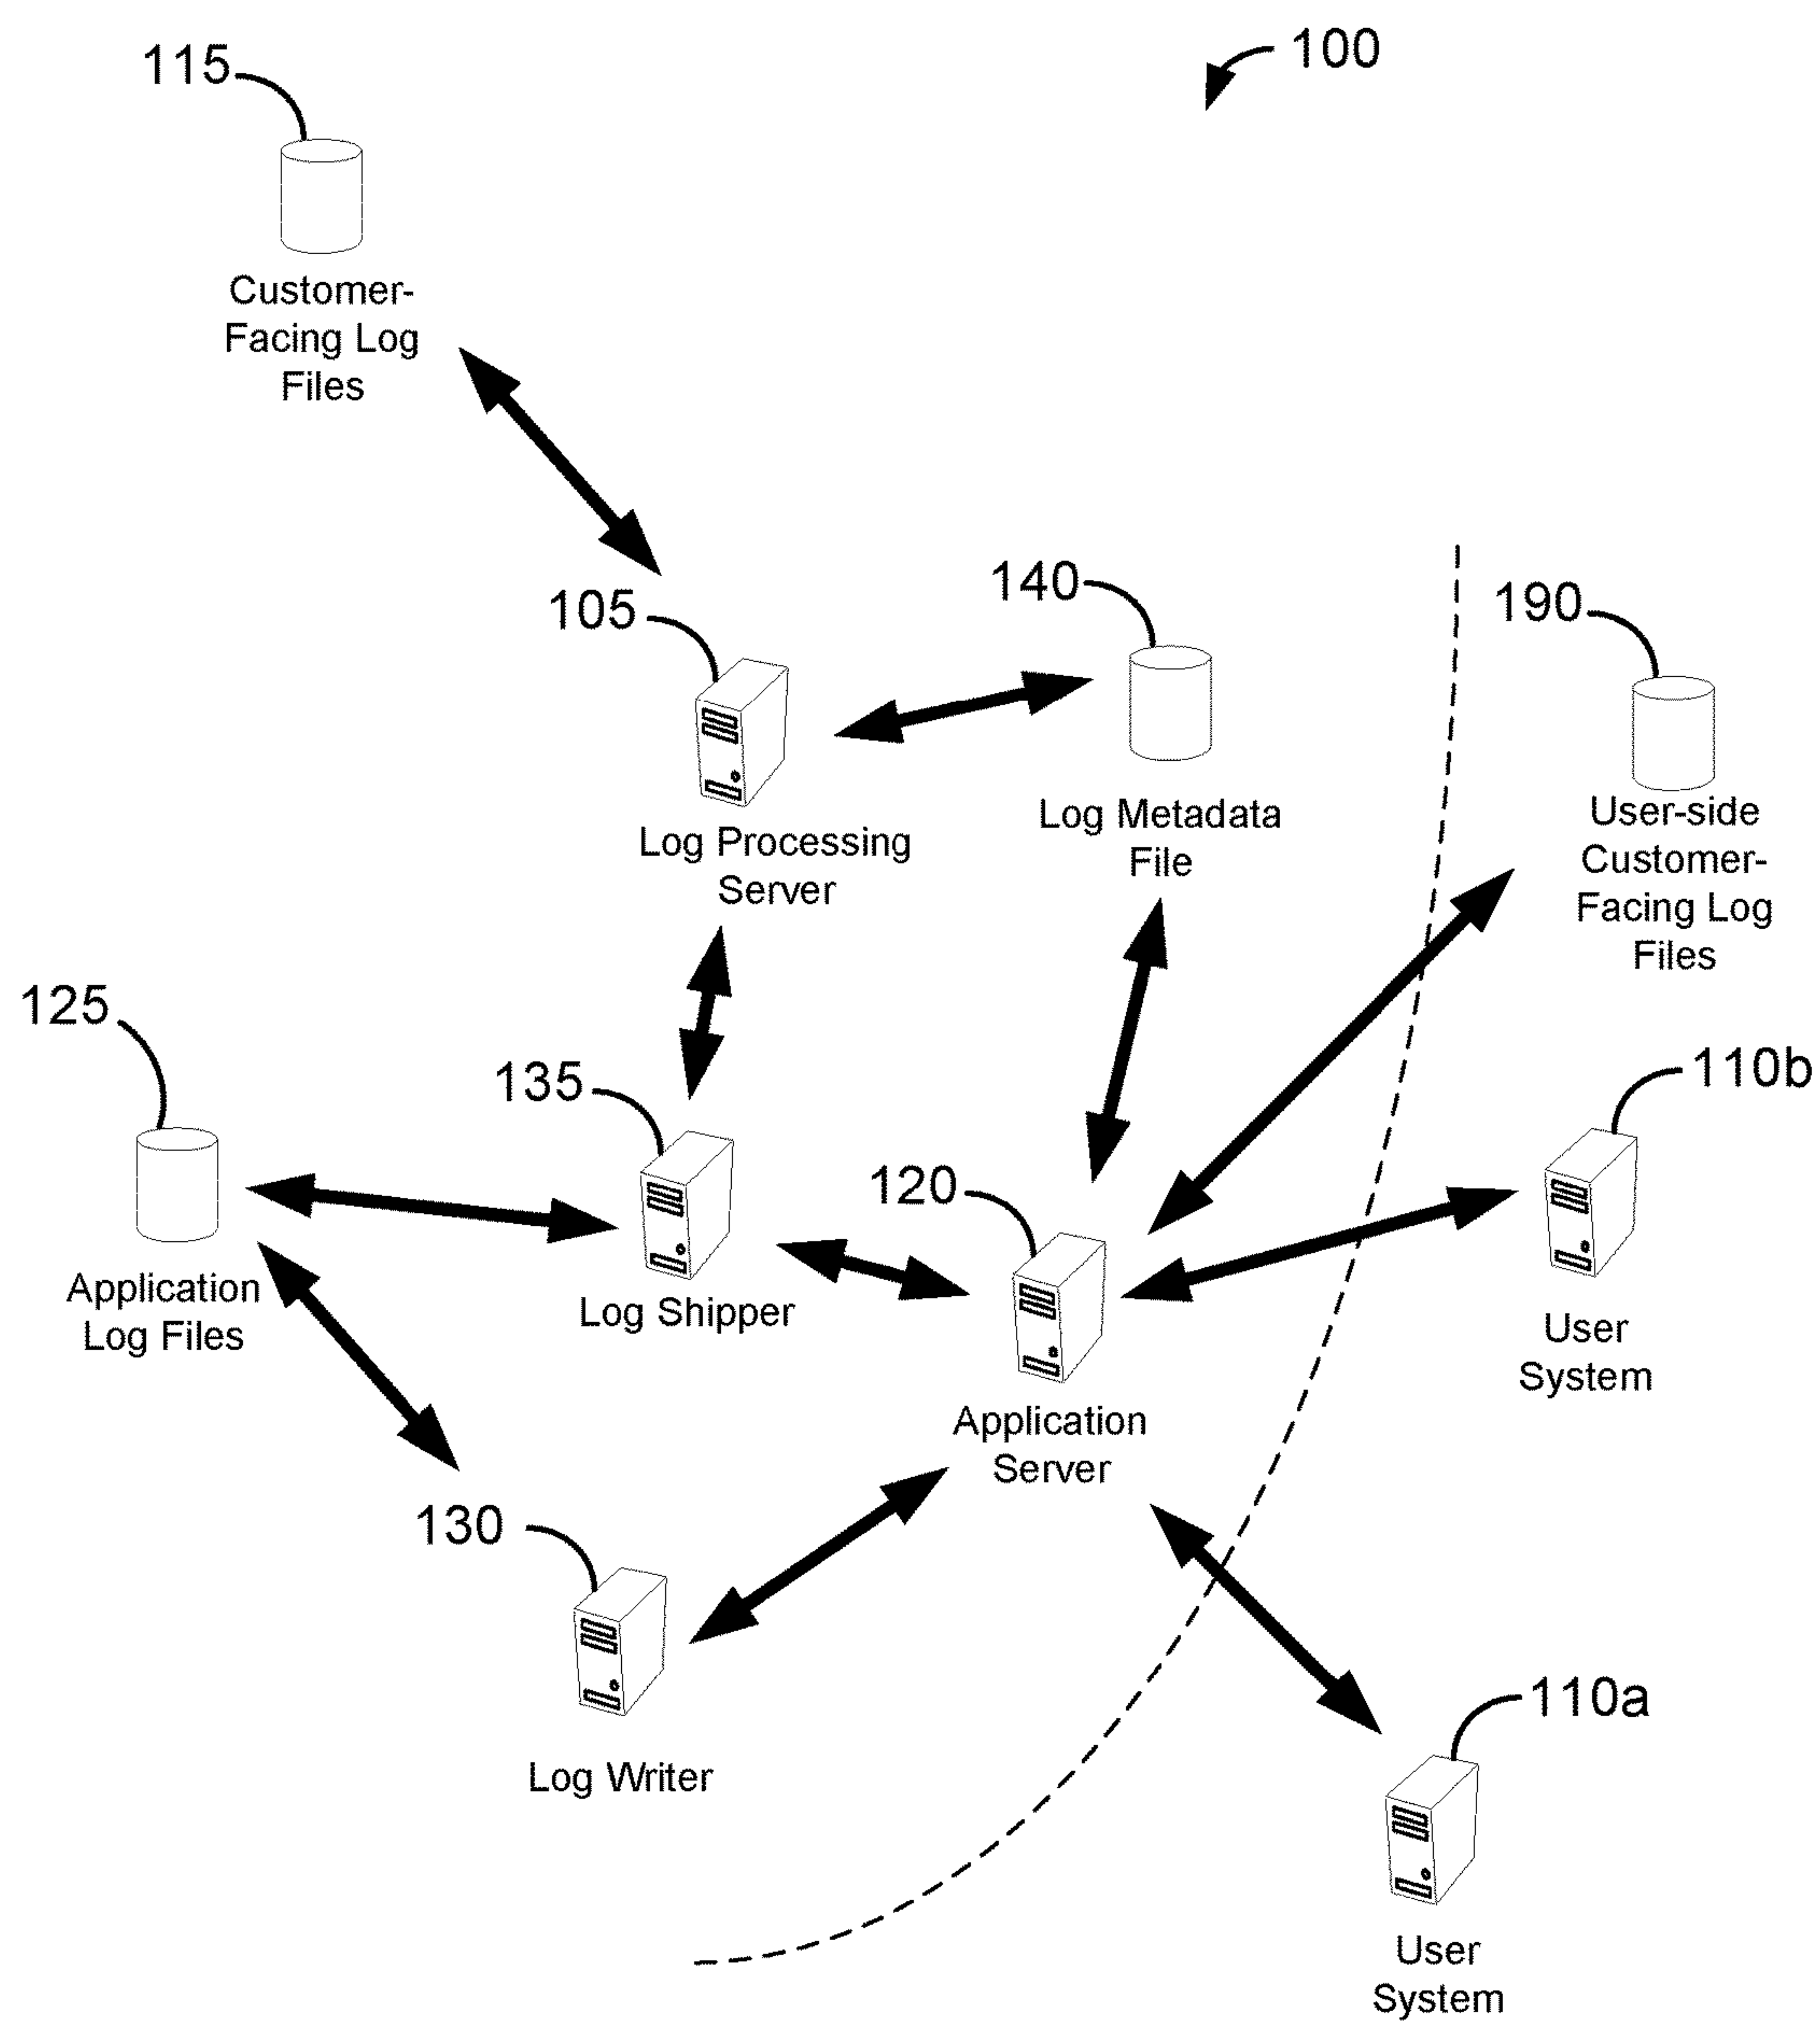 100
115
Customer-
Facing Log
Files
105
Log Processing
Server
140
Log Metadata
File
190
User-side
Customer-
Facing Log
Files
125
Application
Log Files
135
Log Shipper
120
Application
Server
110b
User
System
130
Log Writer
110a
User
System